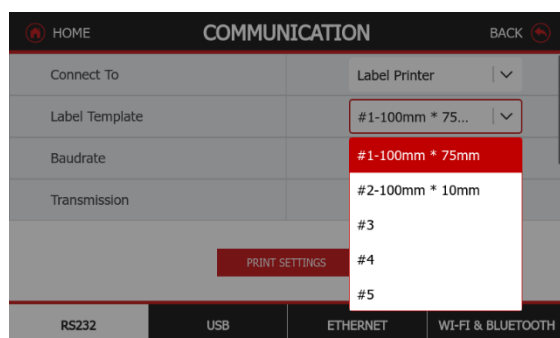 HOME COMMUNICATION BACK
Connect To Label Printer
Label Template #1-100mm * 75...
Baudrate #1-100mm * 75mm
#2-100mm * 10mm
Transmission
#3
PRINT SETTINGS #4
#5
RS232 USB ETHERNET WI-FI & BLUETOOTH